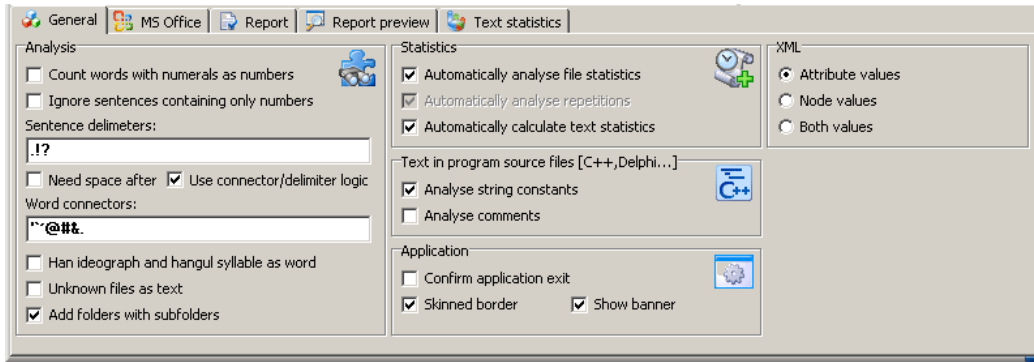 General MS Office Report Report preview Text statistics
Analysis
Count words with numerals as numbers
Ignore sentences containing only numbers
Sentence delimeters:
.!?
Need space after Use connector/delimiter logic
Word connectors:
'"`´@#&.
Han ideograph and hangul syllable as word
Unknown files as text
Add folders with subfolders
Statistics
Automatically analyse file statistics
Automatically analyse repetitions
Automatically calculate text statistics
Text in program source files [C++,Delphi...]
Analyse string constants
C++
Analyse comments
Application
Confirm application exit
Skinned border Show banner
XML
Attribute values
Node values
Both values